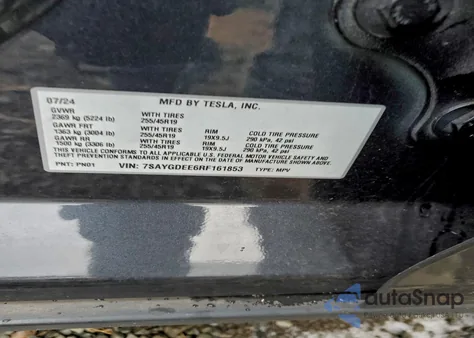 07/24 MFD BY TESLA, INC.
GVWR
2369 kg (5224 lb) WITH TIRES 255/45R19
GAWR FRT WITH TIRES RIM COLD TIRE PRESSURE
1363 kg (3004 lb) 255/45R19 19X9.5J 290 kPa, 42 psi
GAWR RR WITH TIRES RIM COLD TIRE PRESSURE
1500 kg (3306 lb) 255/45R19 19X9.5J 290 kPa, 42 psi
THIS VEHICLE CONFORMS TO ALL APPLICABLE U.S. FEDERAL MOTOR VEHICLE SAFETY, BUMPER, AND
THEFT PREVENTION STANDARDS IN EFFECT ON THE DATE OF MANUFACTURE SHOWN ABOVE.
PNT: PN01 VIN: 7SAYGDEE6RF161853 TYPE: MPV
autoSnap